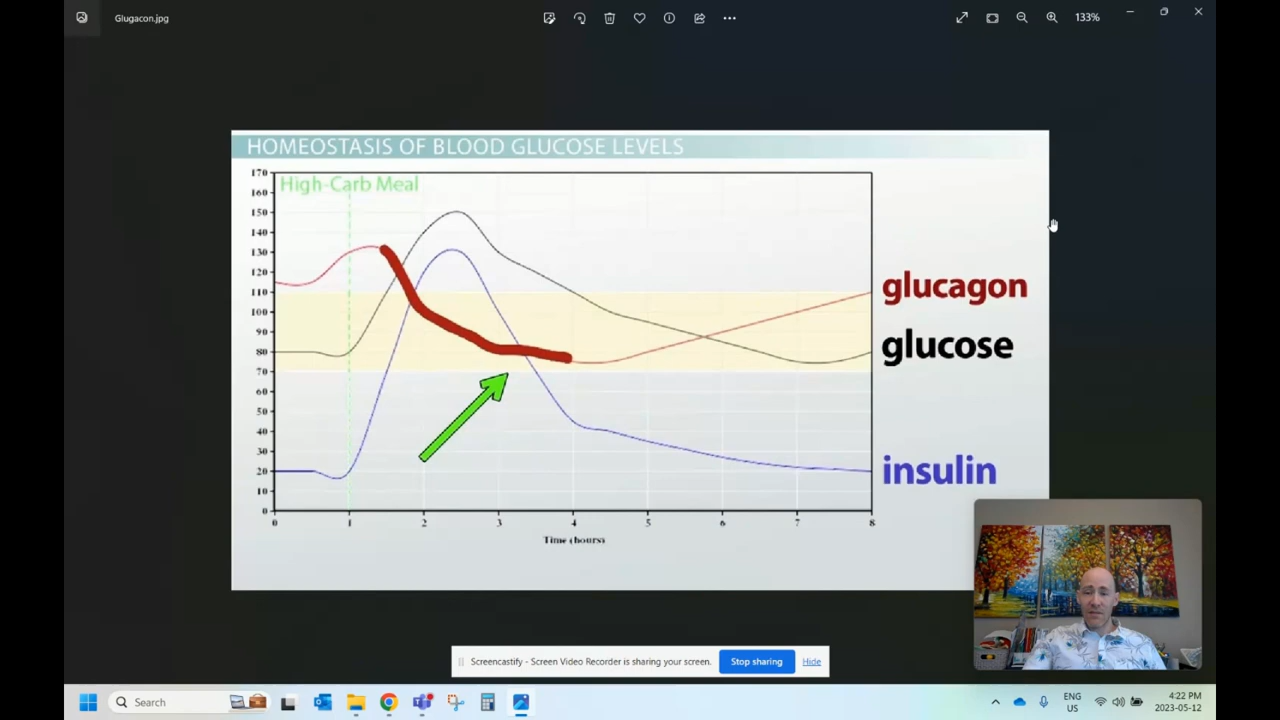 Glugacon.jpg
133%
HOMEOSTASIS OF BLOOD GLUCOSE LEVELS
170
High-Carb Meal
160
150
140
130
120
110
100
90
80
70
60
50
40
30
20
10
0
0 1 2 3 4 5 6 7 8
Time (hours)
glucagon
glucose
insulin
Screencastify - Screen Video Recorder is sharing your screen. Stop sharing Hide
Search
ENG
US
4:22 PM
2023-05-12